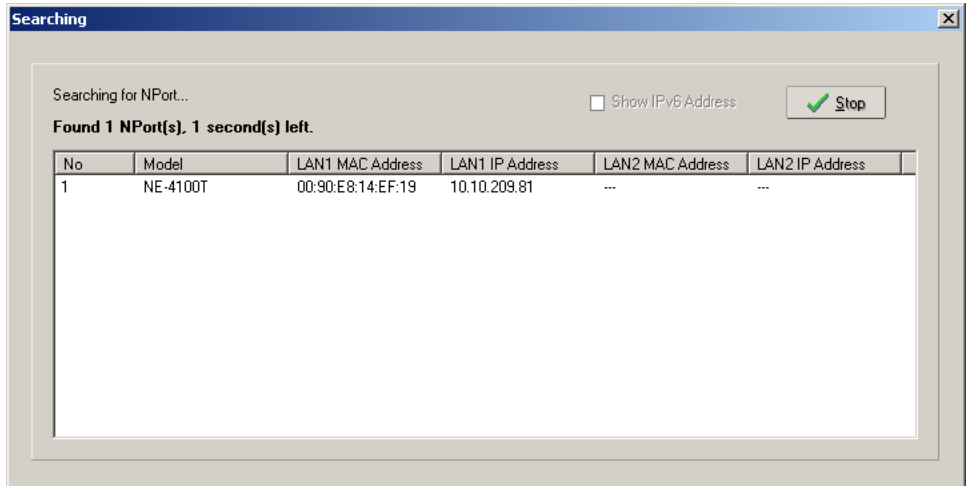 Searching
Searching for NPort...
Show IPv6 Address
Stop
Found 1 NPort(s), 1 second(s) left.
No Model LAN1 MAC Address LAN1 IP Address LAN2 MAC Address LAN2 IP Address
1 NE-4100T 00:90:E8:14:EF:19 10.10.209.81 --- ---